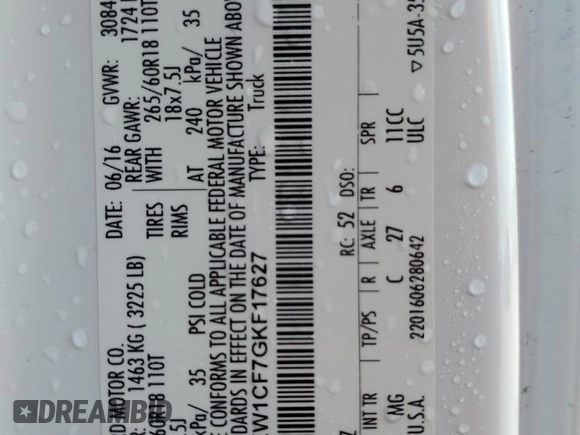 MOTOR CO. DATE: 06/16 GVWR: 3084
1463 KG ( 3225 LB) REAR GAWR: 1724
110T WITH 265/60R18 110T
TIRES
RIMS 18x7.5J
kPa/ 35 PSI COLD AT 240 kPa/ 35
CONFORMS TO ALL APPLICABLE FEDERAL MOTOR VEHICLE
IN EFFECT ON THE DATE OF MANUFACTURE SHOWN ABOV
W1CF7GKF17627 TYPE: Truck
RC: 52 DSO:
INT TR TP/PS R AXLE TR SPR
MG C 27 6 11CC
ULC
U.S.A. 2201606280642 5U5A-35
DREAMBID